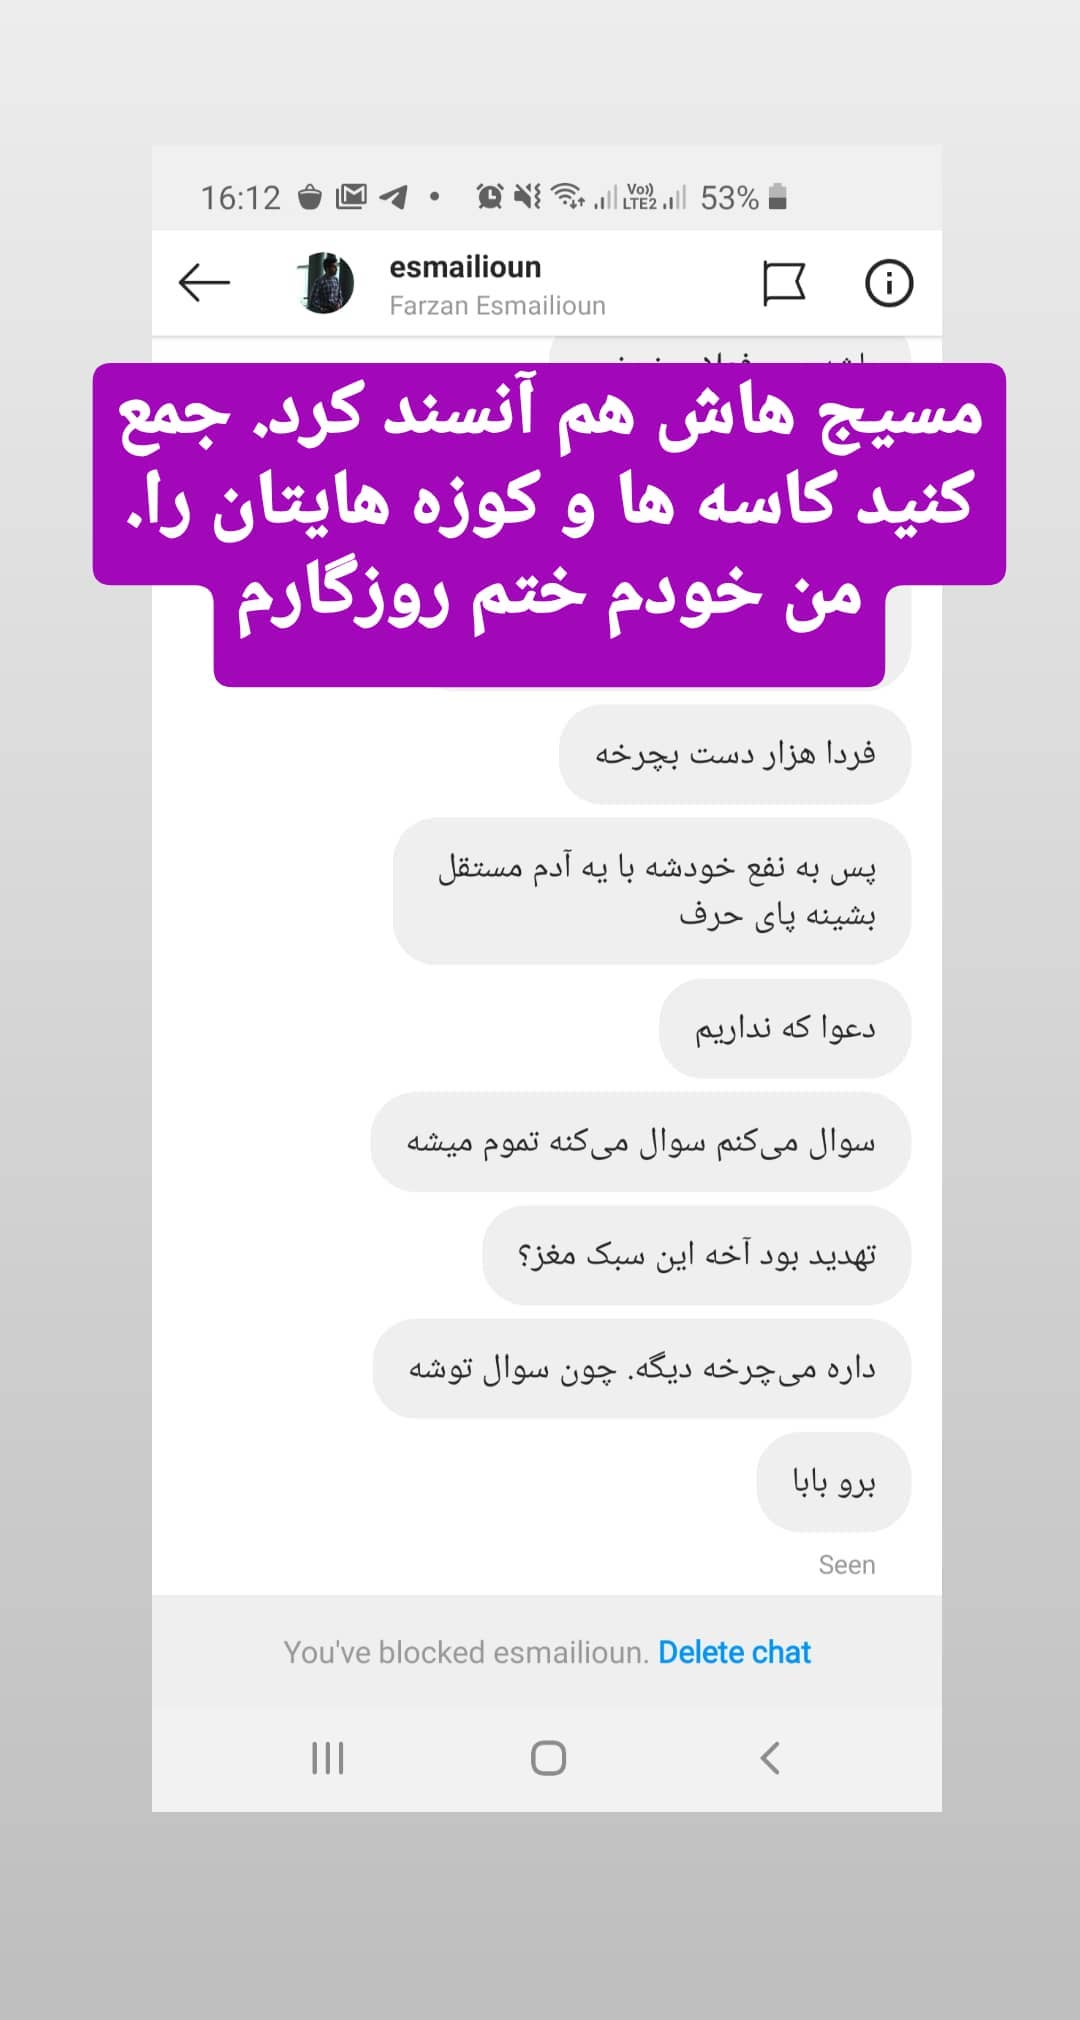 16:12
Vo))
LTE2
53%
esmailioun
Farzan Esmailioun
مسیج هاش هم آنسند کرد. جمع
کنید کاسه ها و کوزه هایتان را.
من خودم ختم روزگارم
فردا هزار دست بچرخه
پس به نفع خودشه با یه آدم مستقل
بشینه پای حرف
دعوا که نداریم
سوال می‌کنم سوال می‌کنه تموم میشه
تهدید بود آخه این سبک مغز؟
داره می‌چرخه دیگه. چون سوال توشه
برو بابا
Seen
You've blocked esmailioun. Delete chat